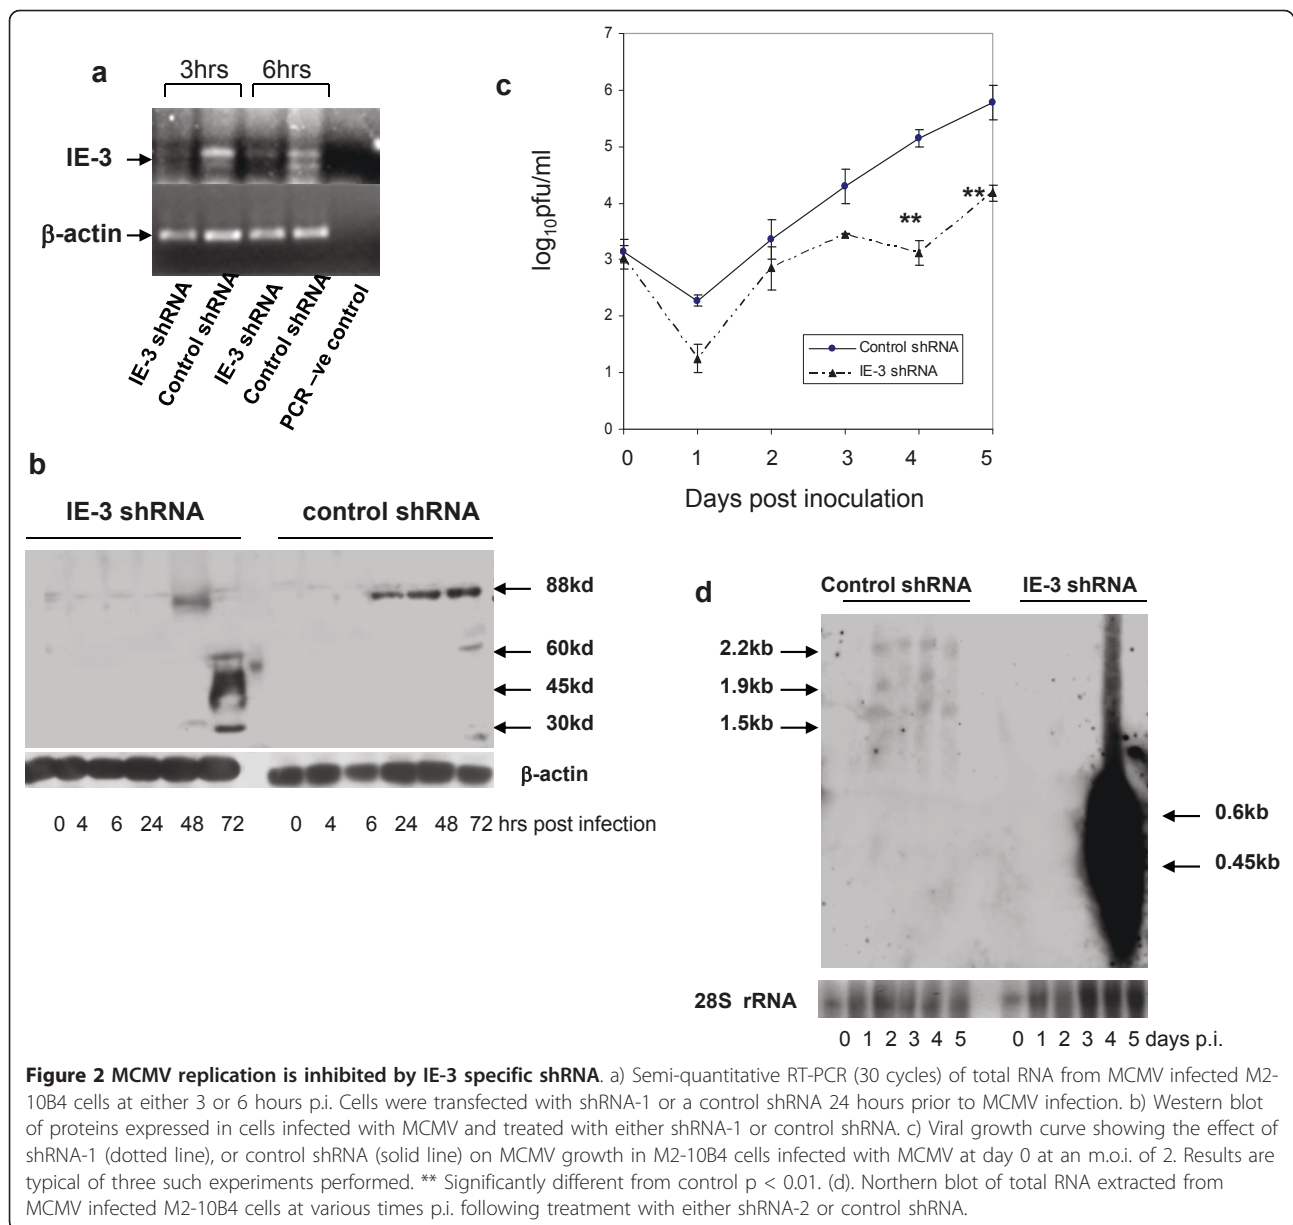 a
3hrs 6hrs
IE-3
β-actin
IE-3 shRNA
Control shRNA
IE-3 shRNA
Control shRNA
PCR –ve control
c
7
6
5
4
3
2
1
0
log10pfu/ml
**
**
Control shRNA
IE-3 shRNA
0 1 2 3 4 5
Days post inoculation
b
IE-3 shRNA control shRNA
88kd
60kd
45kd
30kd
β-actin
0 4 6 24 48 72 0 4 6 24 48 72 hrs post infection
d
Control shRNA IE-3 shRNA
2.2kb
1.9kb
1.5kb
0.6kb
0.45kb
28S rRNA
0 1 2 3 4 5 0 1 2 3 4 5 days p.i.
Figure 2 MCMV replication is inhibited by IE-3 specific shRNA. a) Semi-quantitative RT-PCR (30 cycles) of total RNA from MCMV infected M2-
10B4 cells at either 3 or 6 hours p.i. Cells were transfected with shRNA-1 or a control shRNA 24 hours prior to MCMV infection. b) Western blot
of proteins expressed in cells infected with MCMV and treated with either shRNA-1 or control shRNA. c) Viral growth curve showing the effect of
shRNA-1 (dotted line), or control shRNA (solid line) on MCMV growth in M2-10B4 cells infected with MCMV at day 0 at an m.o.i. of 2. Results are
typical of three such experiments performed. ** Significantly different from control p < 0.01. (d). Northern blot of total RNA extracted from
MCMV infected M2-10B4 cells at various times p.i. following treatment with either shRNA-2 or control shRNA.